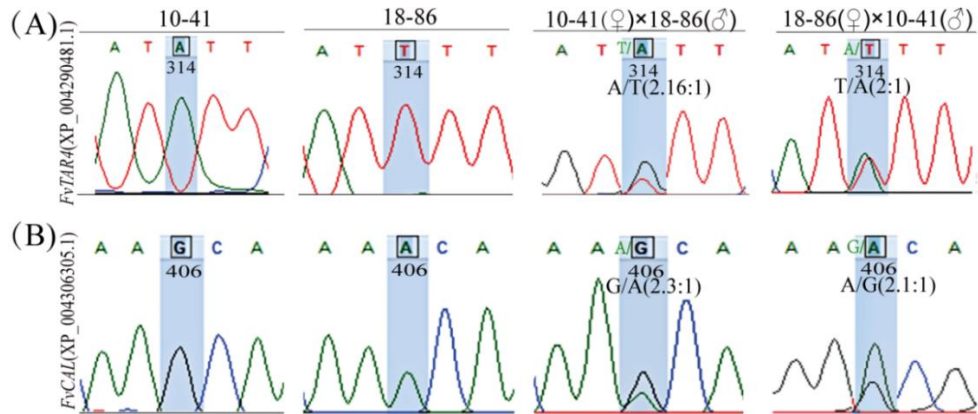 (A) 10-41 18-86 10-41(♀)×18-86(♂) 18-86(♀)×10-41(♂)
FvTAR4(XP_004290481.1)
A T A T T A T T T T A T T/A T T A T A/T T T
314 314 314 314
A/T(2.16:1) T/A(2:1)
(B) A A G C A A A A C A A A A/G C A A A G/A C A
FvCAL(XP_004306305.1)
406 406 406 406
G/A(2.3:1) A/G(2.1:1)